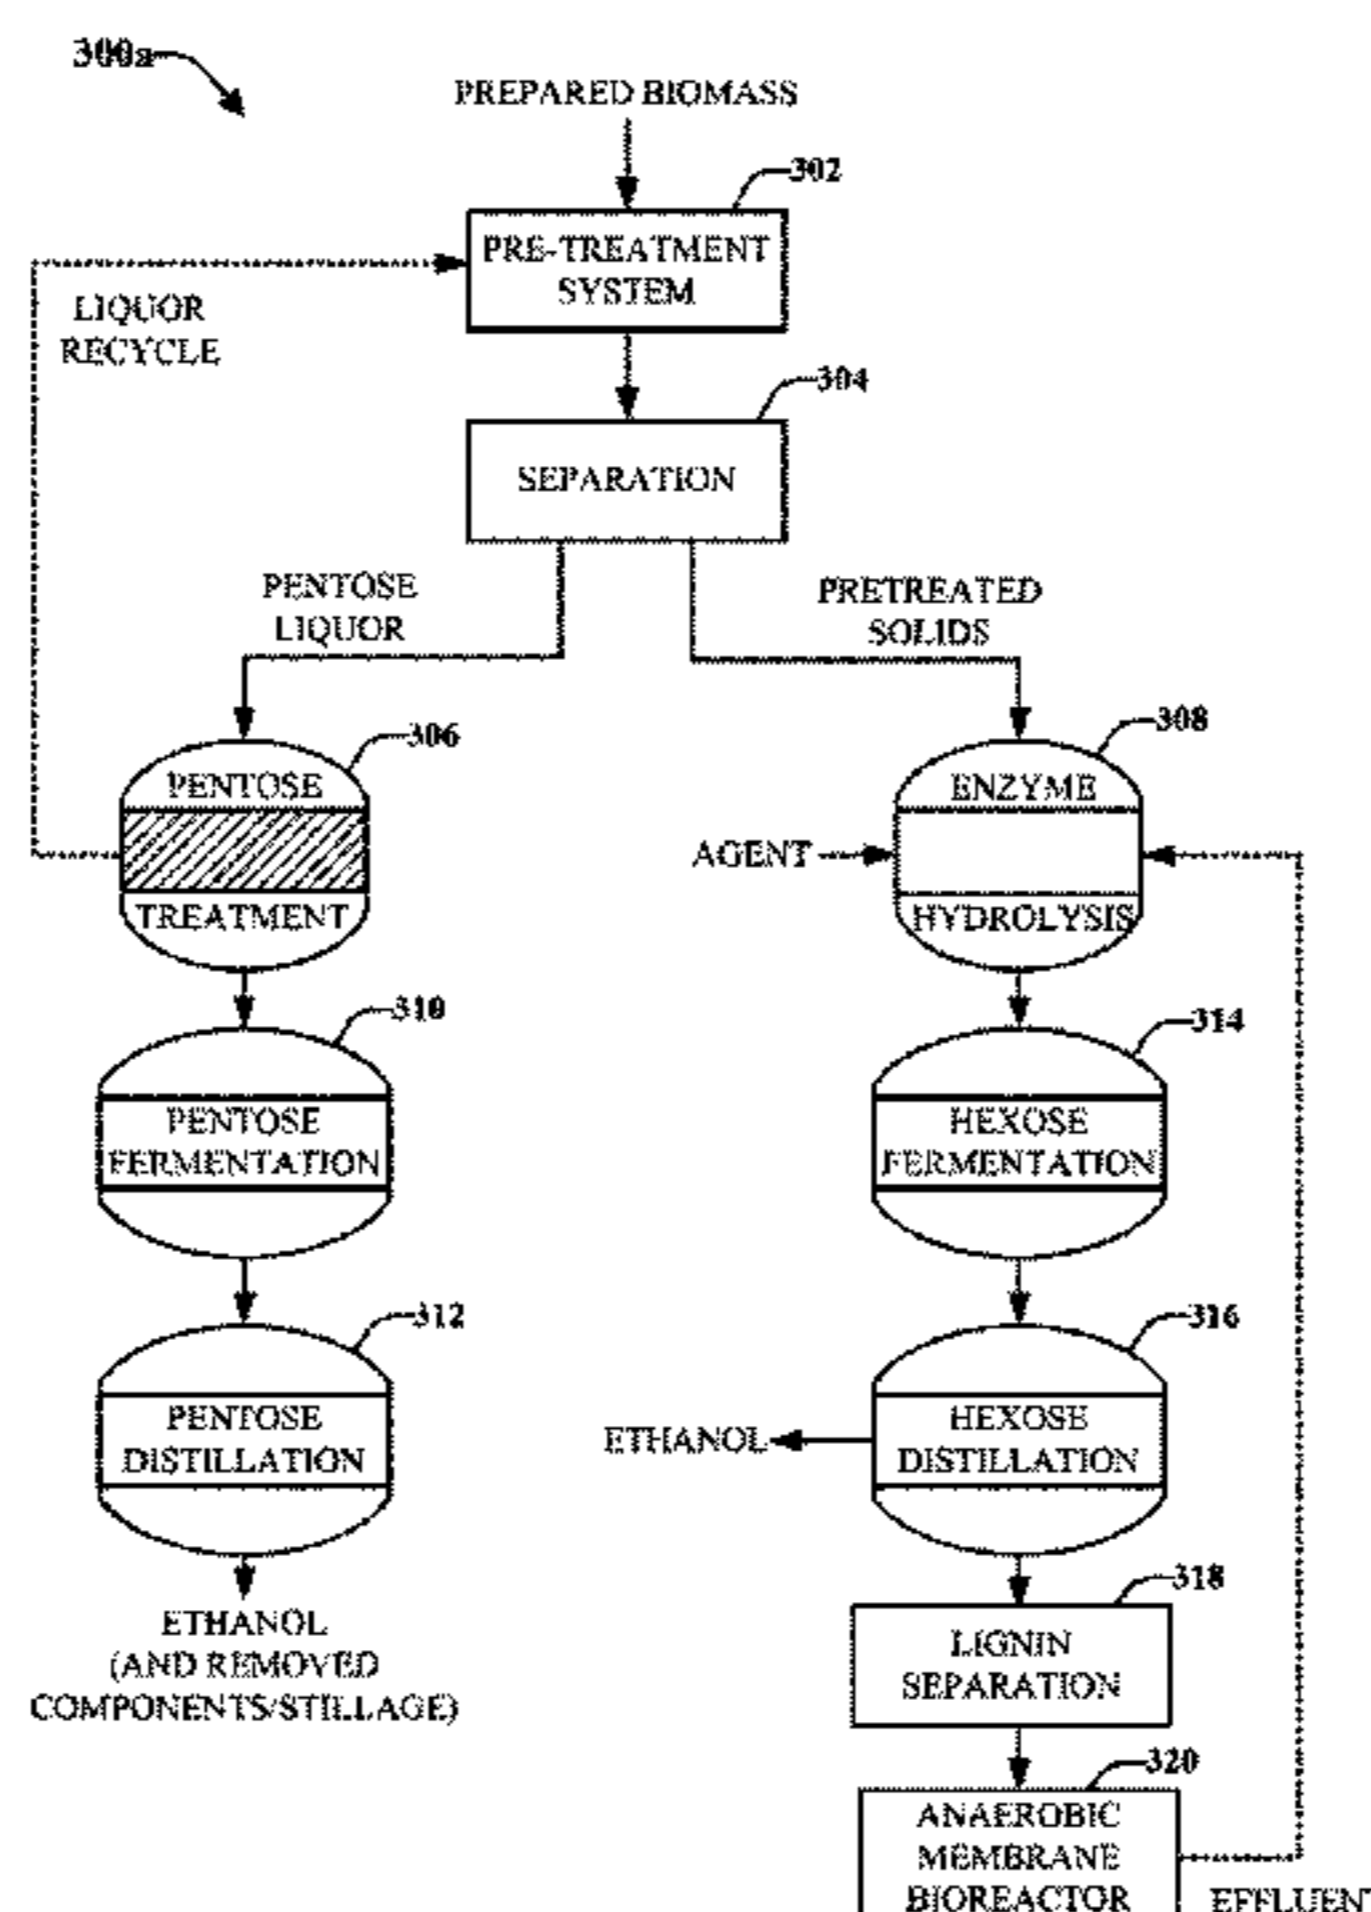 300a
PREPARED BIOMASS
302
PRE-TREATMENT
SYSTEM
LIQUOR
RECYCLE
304
SEPARATION
PENTOSE
LIQUOR
PRETREATED
SOLIDS
306
PENTOSE
TREATMENT
308
ENZYME
HYDROLYSIS
AGENT
310
PENTOSE
FERMENTATION
314
HEXOSE
FERMENTATION
312
PENTOSE
DISTILLATION
316
HEXOSE
DISTILLATION
ETHANOL
ETHANOL
(AND REMOVED
COMPONENTS/STILLAGE)
318
LIGNIN
SEPARATION
320
ANAEROBIC
MEMBRANE
BIOREACTOR
EFFLUENT